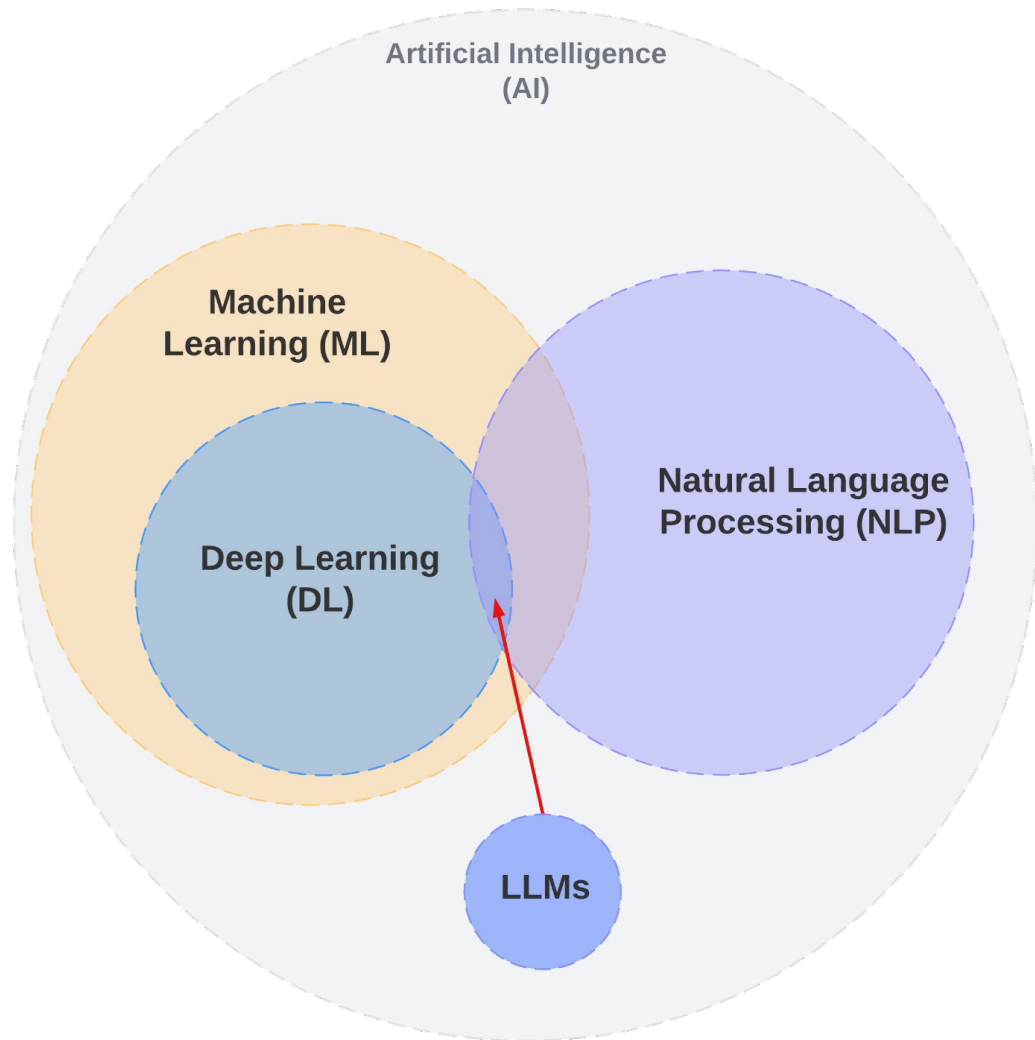 Artificial Intelligence
(AI)
Machine
Learning (ML)
Natural Language
Processing (NLP)
Deep Learning
(DL)
LLMs